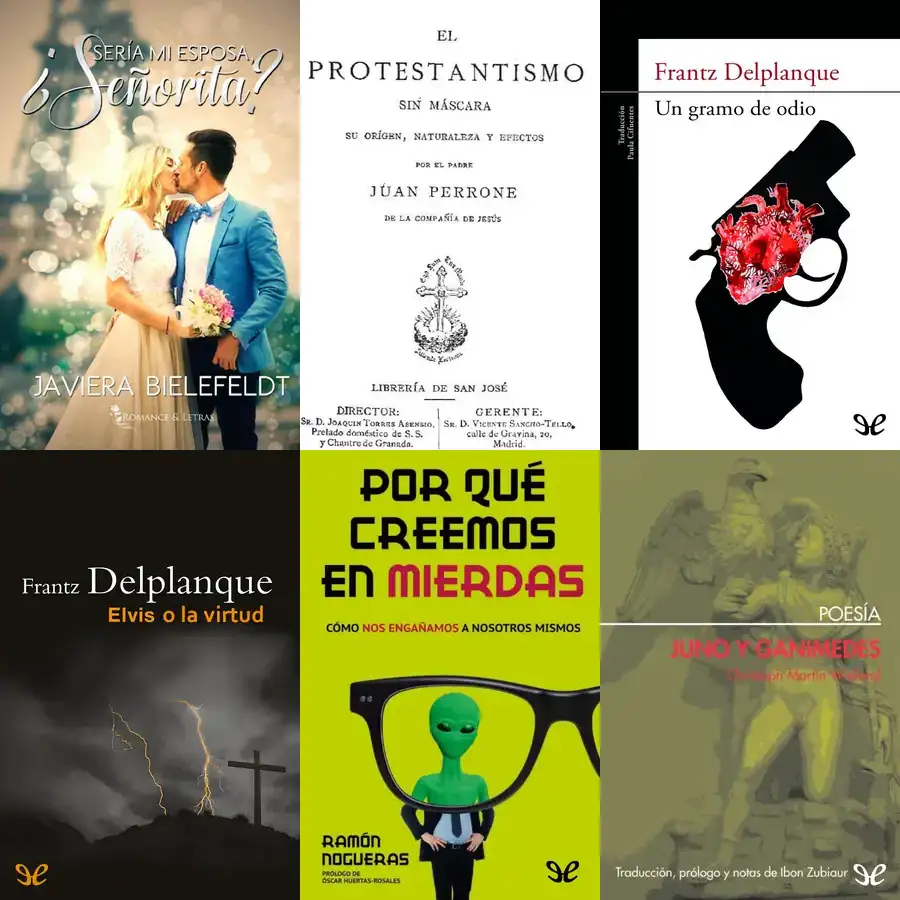 ¿SERÍA MI ESPOSA,
Señorita?
JAVIERA BIELEFELDT
ROMANCE & LETRAS
EL
PROTESTANTISMO
SIN MÁSCARA
SU ORÍGEN, NATURALEZA Y EFECTOS
POR EL PADRE
JUAN PERRONE
DE LA COMPAÑÍA DE JESÚS
LIBRERÍA DE SAN JOSÉ
DIRECTOR:
SR. D. JOAQUIN TORRES ASENSIO,
Prelado doméstico de S. S.
y Chantre de Granada.
GERENTE:
SR. D. VICENTE SANCHO-TELLO,
calle de Gravina, 20,
Madrid.
Frantz Delplanque
Un gramo de odio
Traducción
Paula Cifuentes
Frantz Delplanque
Elvis o la virtud
POR QUÉ
CREEMOS
EN MIERDAS
CÓMO NOS ENGAÑAMOS A NOSOTROS MISMOS
RAMÓN
NOGUERAS
PRÓLOGO DE
ÓSCAR HUERTAS-ROSALES
POESÍA
JUNO Y GANIMEDES
Christoph Martin Wieland
Traducción, prólogo y notas de Ibon Zubiaur